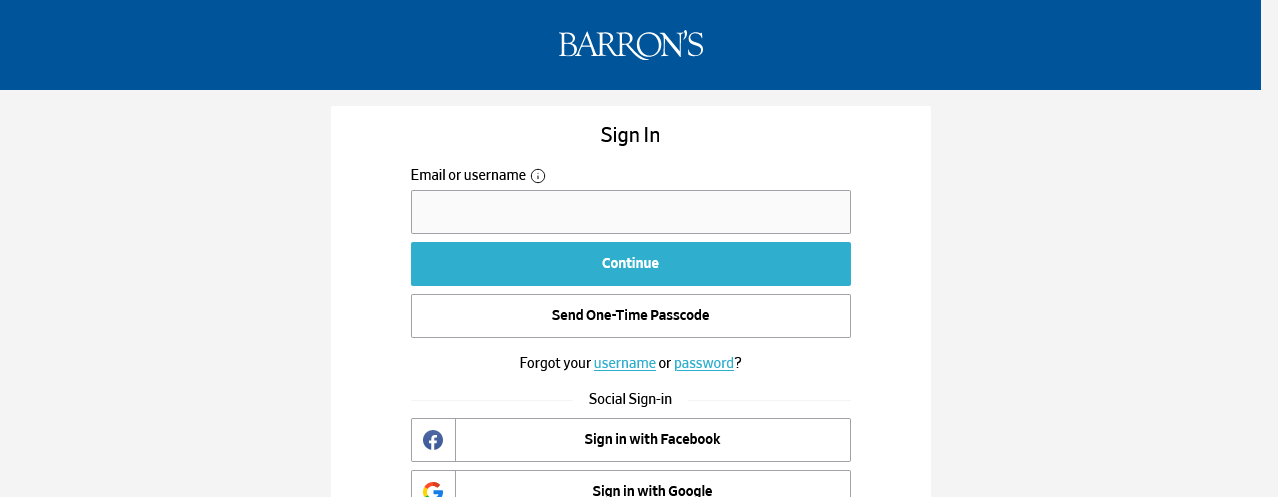 BARRON'S
Sign In
Email or username
Continue
Send One-Time Passcode
Forgot your username or password?
Social Sign-in
Sign in with Facebook
Sign in with Google